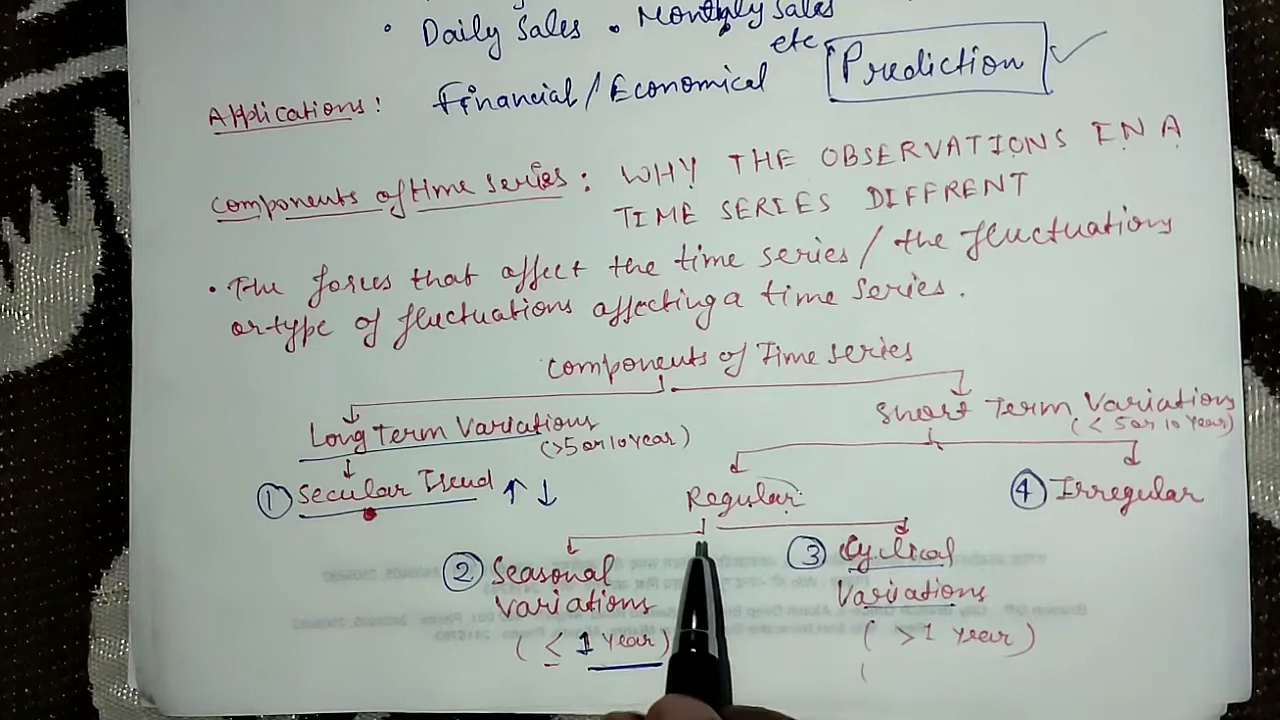 • Daily Sales • Monthly Sales
etc
Applications: Financial/Economical Prediction ✓
Components of time series: WHY THE OBSERVATIONS IN A
TIME SERIES DIFFRENT
• The forces that affect the time series/the fluctuations
or type of fluctuations affecting a time series.
Components of Time series
Long Term Variations
(>5 or 10 year)
Short Term Variations
(< 5 or 10 year)
① Secular Trend ↑ ↓
Regular
④ Irregular
② Seasonal
Variations
(< 1 year)
③ Cyclical
Variations
(>1 year)
(